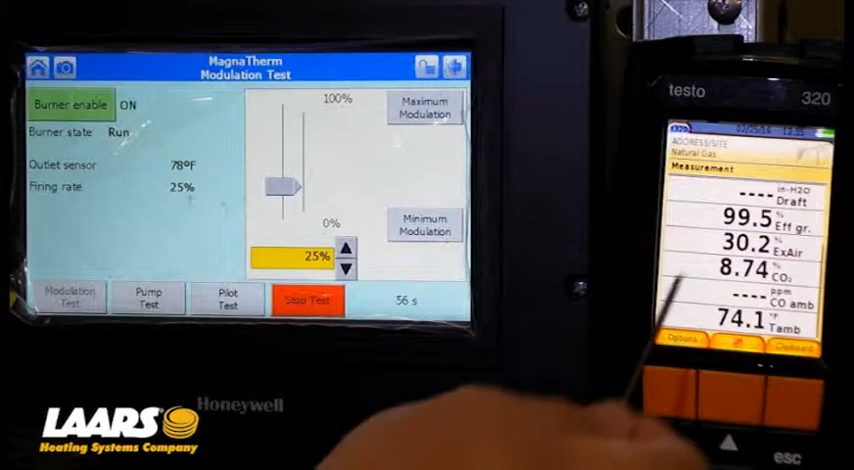 MagnaTherm
Modulation Test
Burner enable ON
Burner state Run
Outlet sensor 78ºF
Firing rate 25%
100%
0%
25%
Maximum
Modulation
Minimum
Modulation
Modulation
Test
Pump
Test
Pilot
Test
Stop Test
56 s
Honeywell
LAARS
Heating Systems Company
testo 320
ADDRESS/SITE
Natural Gas
Measurement
---- in-H2O
Draft
99.5 %
Eff gr.
30.2 %
ExAir
8.74 %
CO₂
---- ppm
CO amb
74.1 °F
Tamb
Options
Clipboard
esc